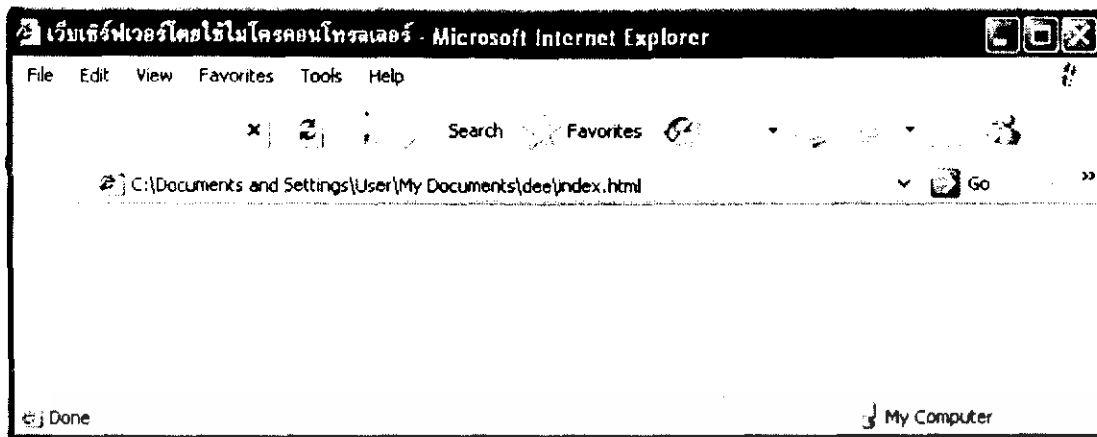 เว็บเซิร์ฟเวอร์โดยใช้ไมโครคอนโทรลเลอร์ - Microsoft Internet Explorer
File Edit View Favorites Tools Help
Search Favorites
C:\Documents and Settings\User\My Documents\dee\index.html Go »
Done My Computer